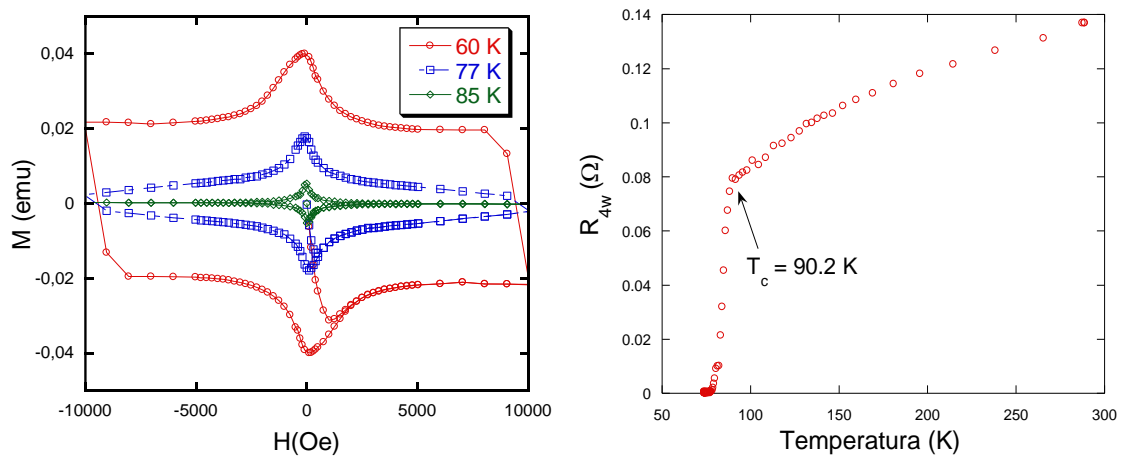 0,04
0,02
0
-0,02
-0,04
M (emu)
60 K
77 K
85 K
-10000 -5000 0 5000 10000
H(Oe)
0.14
0.12
0.1
0.08
0.06
0.04
0.02
0
R4w (Ω)
Tc = 90.2 K
50 100 150 200 250 300
Temperatura (K)